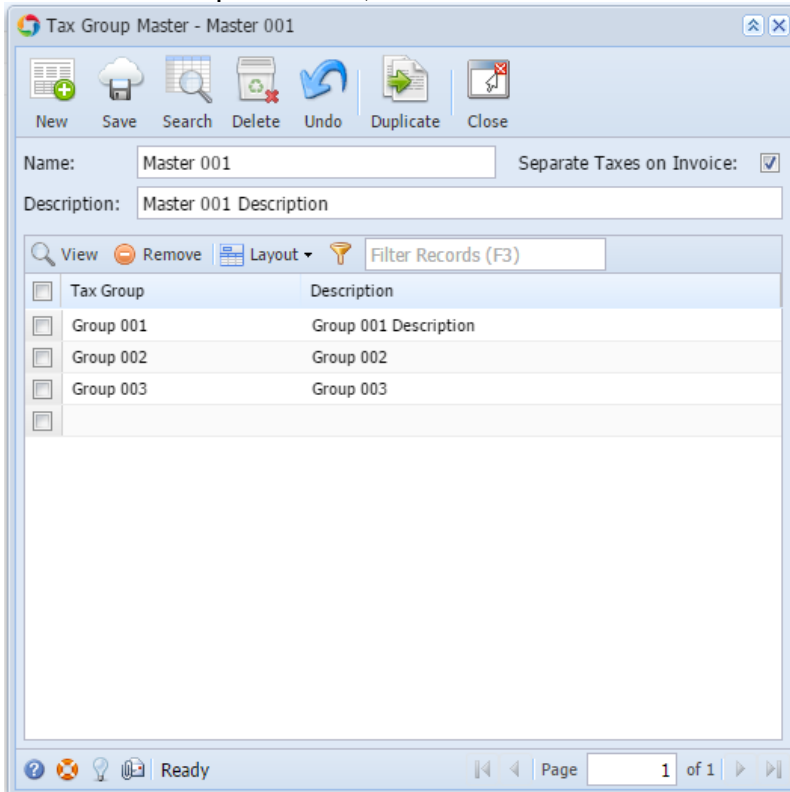 Tax Group Master - Master 001
New Save Search Delete Undo Duplicate Close
Name: Master 001 Separate Taxes on Invoice:
Description: Master 001 Description
View Remove Layout Filter Records (F3)
Tax Group Description
Group 001 Group 001 Description
Group 002 Group 002
Group 003 Group 003
Ready Page 1 of 1